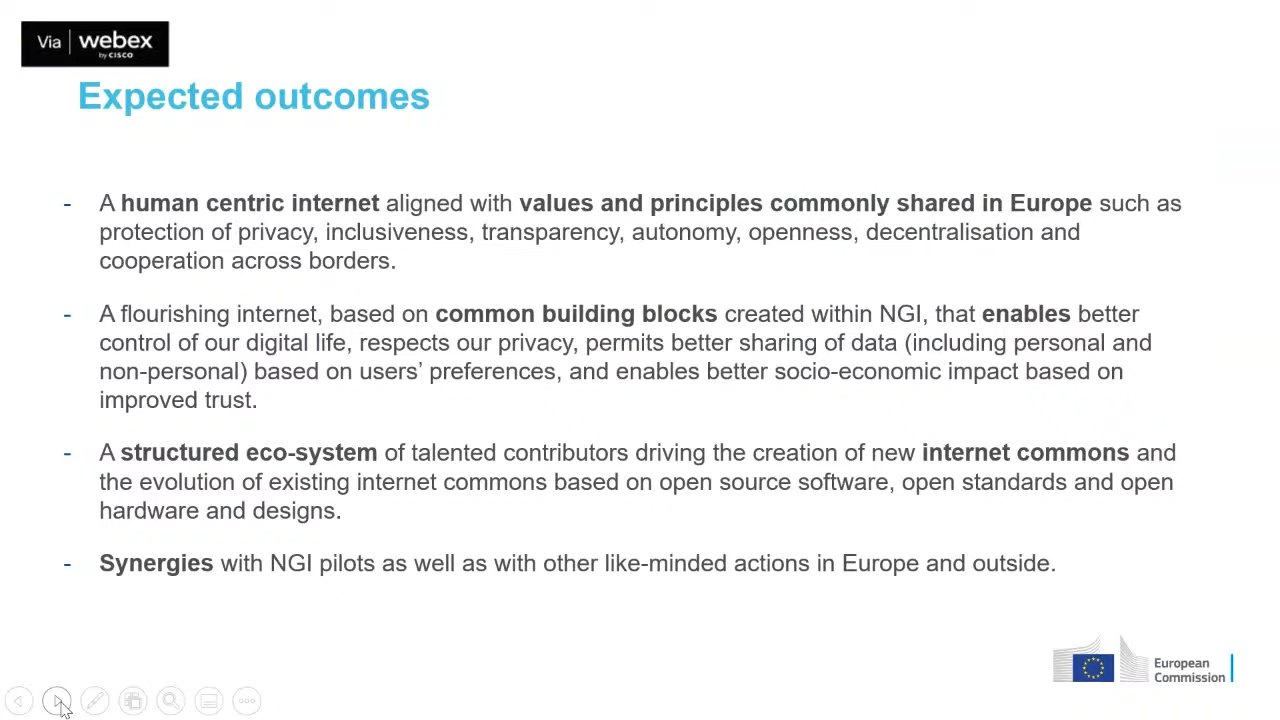 Via | webex
by CISCO
Expected outcomes
- A human centric internet aligned with values and principles commonly shared in Europe such as
protection of privacy, inclusiveness, transparency, autonomy, openness, decentralisation and
cooperation across borders.
- A flourishing internet, based on common building blocks created within NGI, that enables better
control of our digital life, respects our privacy, permits better sharing of data (including personal and
non-personal) based on users’ preferences, and enables better socio-economic impact based on
improved trust.
- A structured eco-system of talented contributors driving the creation of new internet commons and
the evolution of existing internet commons based on open source software, open standards and open
hardware and designs.
- Synergies with NGI pilots as well as with other like-minded actions in Europe and outside.
European
Commission